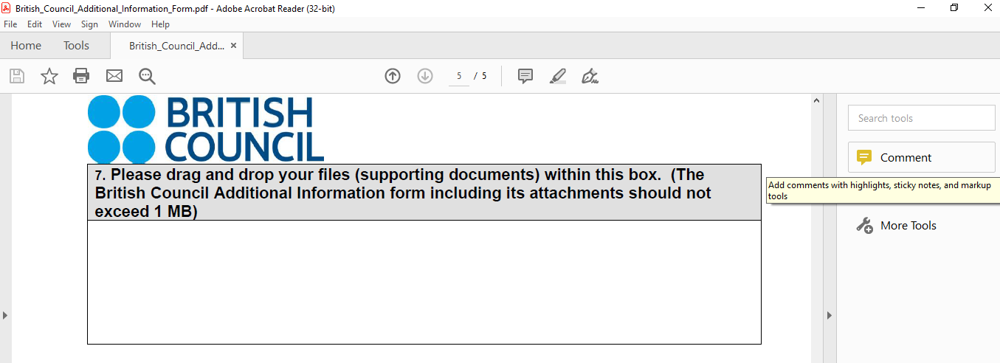 British_Council_Additional_Information_Form.pdf - Adobe Acrobat Reader (32-bit)
File Edit View Sign Window Help
Home Tools British_Council_Add... ×
5 / 5
BRITISH
COUNCIL
7. Please drag and drop your files (supporting documents) within this box. (The
British Council Additional Information form including its attachments should not
exceed 1 MB)
Search tools
Comment
Add comments with highlights, sticky notes, and markup
tools
More Tools